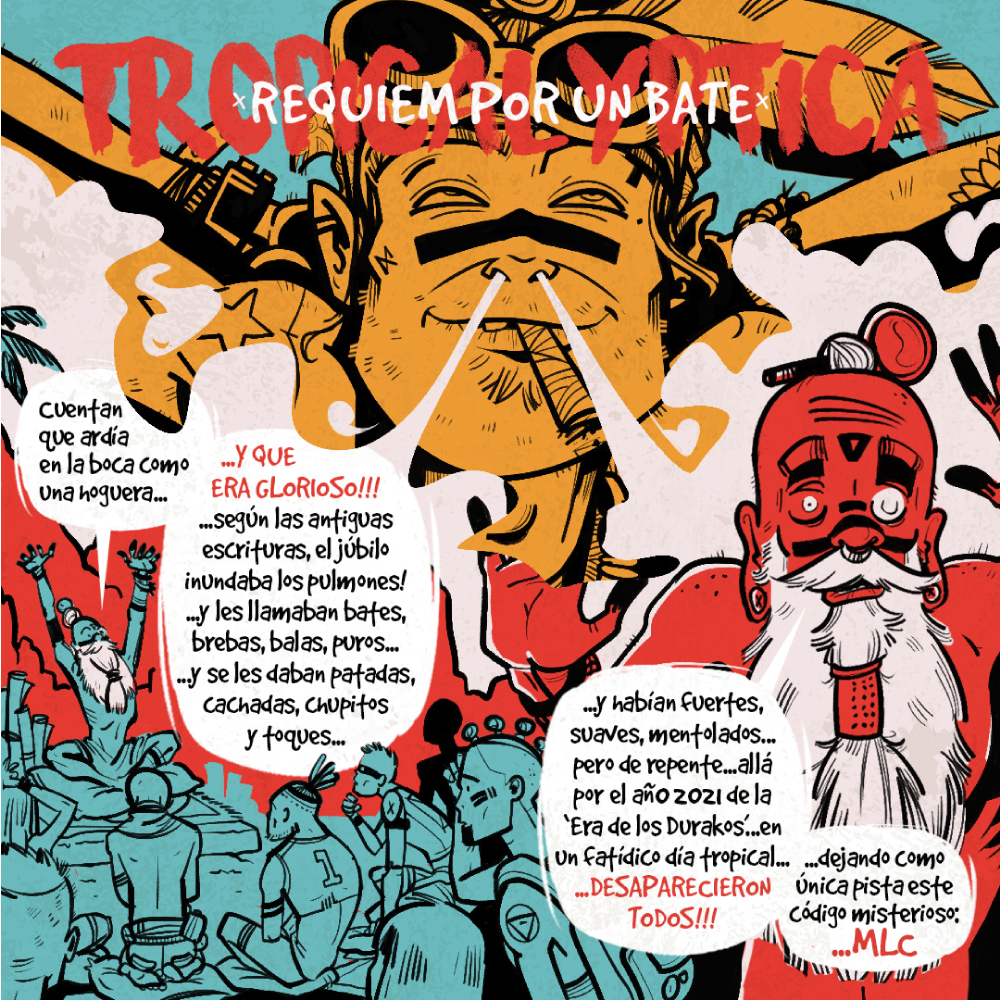 TROPICALYPTICA
×REQUIEM POR UN BATE×
Cuentan
que ardía
en la boca como
una hoguera...
...Y QUE
ERA GLORIOSO!!!
...según las antiguas
escrituras, el júbilo
inundaba los pulmones!
...y les llamaban bates,
brebas, balas, puros...
...y se les daban patadas,
cachadas, chupitos
y toques...
...y habían fuertes,
suaves, mentolados...
pero de repente...allá
por el año 2021 de la
‘Era de los Durakos’...en
un fatídico día tropical...
...DESAPARECIERON
TODOS!!!
...dejando como
única pista este
código misterioso:
...MLC
1